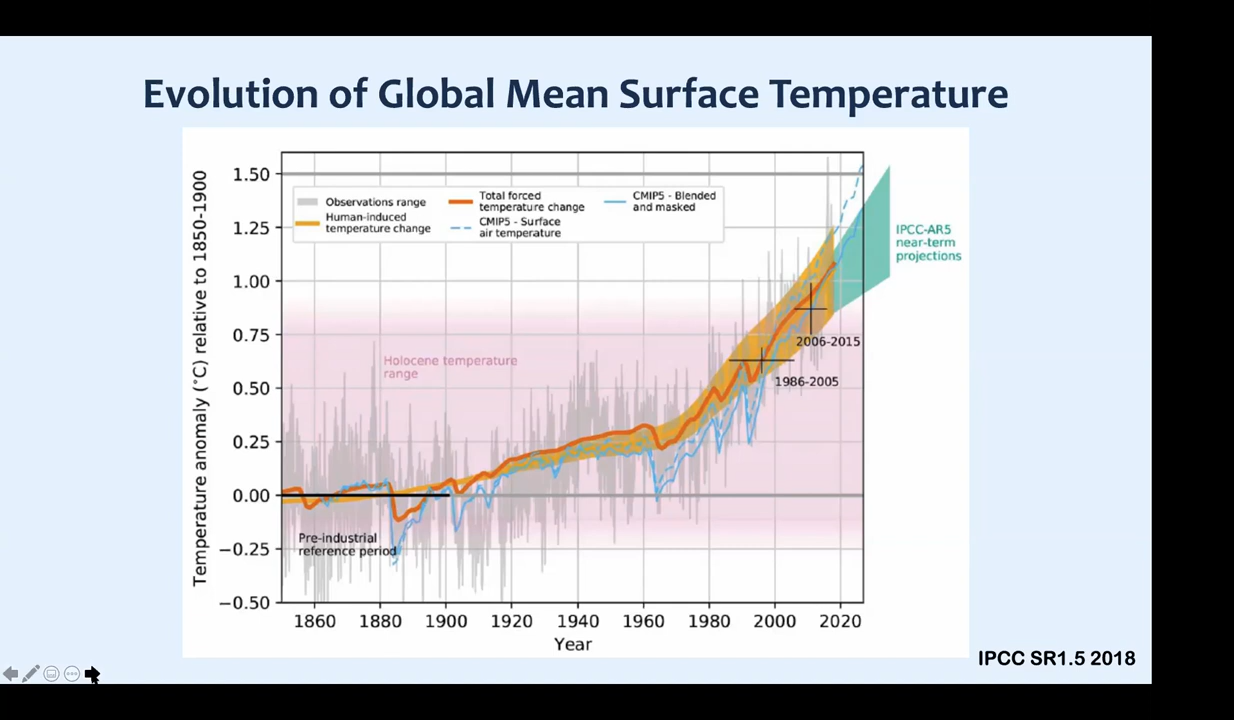 Evolution of Global Mean Surface Temperature
Temperature anomaly (°C) relative to 1850-1900
1.50
1.25
1.00
0.75
0.50
0.25
0.00
−0.25
−0.50
Observations range
Human-induced
temperature change
Total forced
temperature change
CMIP5 - Surface
air temperature
CMIP5 - Blended
and masked
IPCC-AR5
near-term
projections
Holocene temperature
range
2006-2015
1986-2005
Pre-industrial
reference period
1860 1880 1900 1920 1940 1960 1980 2000 2020
Year
IPCC SR1.5 2018